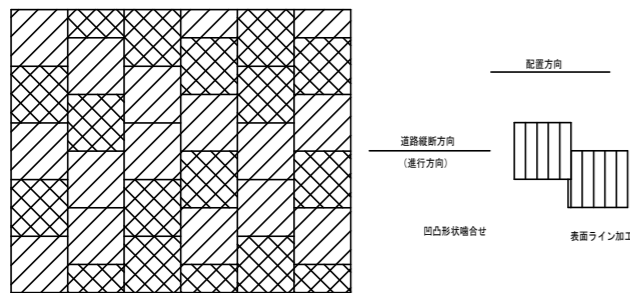 配置方向
道路縦断方向
(進行方向)
凹凸形状噛合せ
表面ライン加工